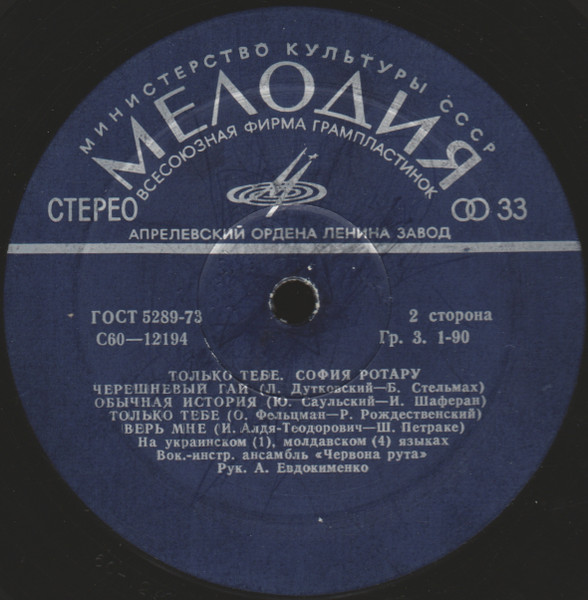 МИНИСТЕРСТВО КУЛЬТУРЫ СССР
МЕЛОДИЯ
ВСЕСОЮЗНАЯ ФИРМА ГРАМПЛАСТИНОК
СТЕРЕО
33
АПРЕЛЕВСКИЙ ОРДЕНА ЛЕНИНА ЗАВОД
ГОСТ 5289-73
2 сторона
С60—12194
Гр. 3. 1-90
ТОЛЬКО ТЕБЕ. СОФИЯ РОТАРУ
ЧЕРЕШНЕВЫЙ ГАЙ (Л. Дутковский—Б. Стельмах)
ОБЫЧНАЯ ИСТОРИЯ (Ю. Саульский—И. Шаферан)
ТОЛЬКО ТЕБЕ (О. Фельцман—Р. Рождественский)
ВЕРЬ МНЕ (И. Алдя-Теодорович—Ш. Петраке)
На украинском (1), молдавском (4) языках
Вок.-инстр. ансамбль «Червона рута»
Рук. А. Евдокименко